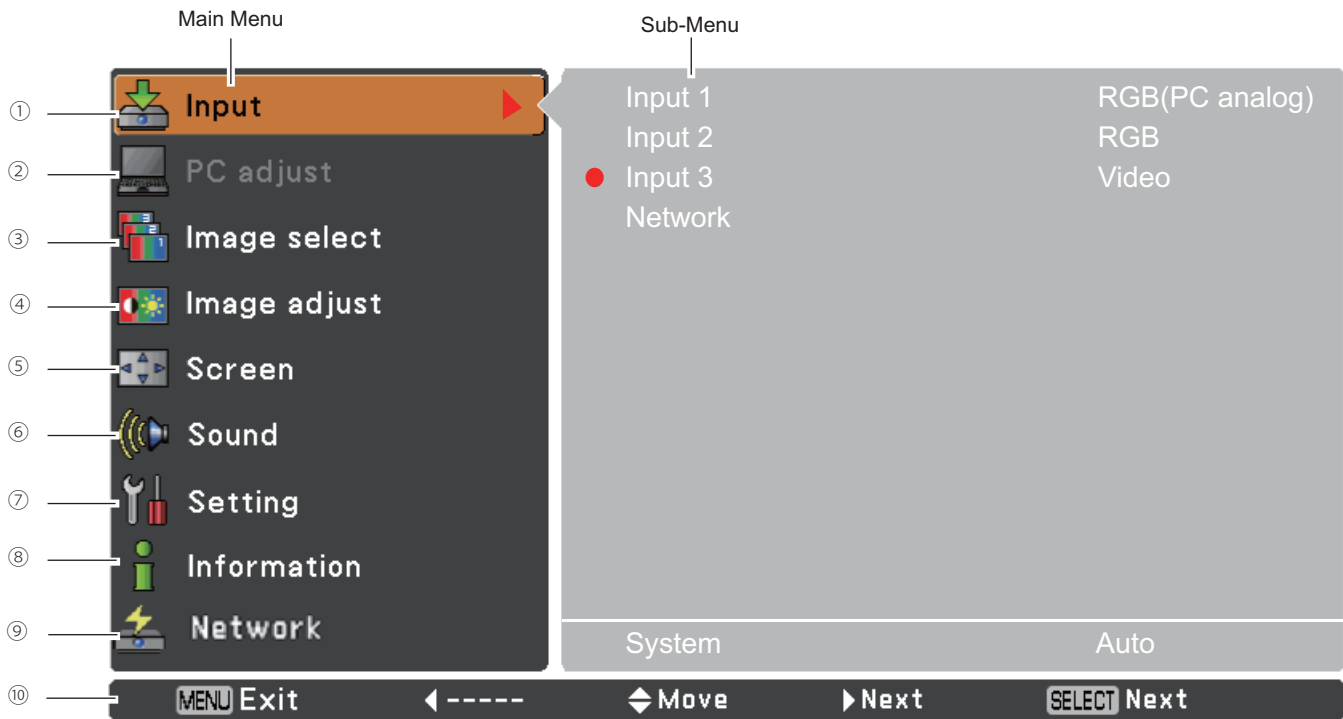 Main Menu
Sub-Menu
① Input
② PC adjust
③ Image select
④ Image adjust
⑤ Screen
⑥ Sound
⑦ Setting
⑧ Information
⑨ Network
Input 1 RGB(PC analog)
Input 2 RGB
Input 3 Video
Network
System Auto
⑩ MENU Exit ◀----- Move ▶Next SELECT Next